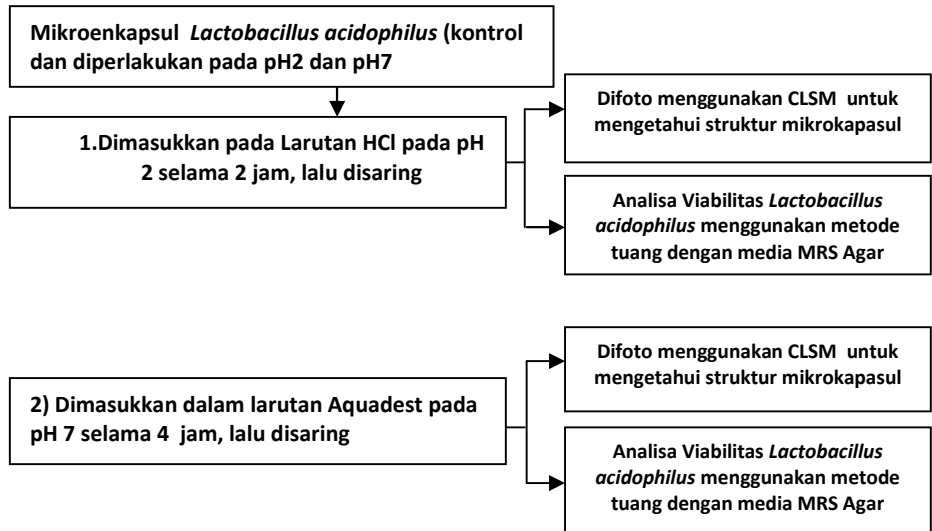 Mikroenkapsul Lactobacillus acidophilus (kontrol
dan diperlakukan pada pH2 dan pH7
1.Dimasukkan pada Larutan HCl pada pH
2 selama 2 jam, lalu disaring
Difoto menggunakan CLSM untuk
mengetahui struktur mikrokapasul
Analisa Viabilitas Lactobacillus
acidophilus menggunakan metode
tuang dengan media MRS Agar
2) Dimasukkan dalam larutan Aquadest pada
pH 7 selama 4 jam, lalu disaring
Difoto menggunakan CLSM untuk
mengetahui struktur mikrokapasul
Analisa Viabilitas Lactobacillus
acidophilus menggunakan metode
tuang dengan media MRS Agar